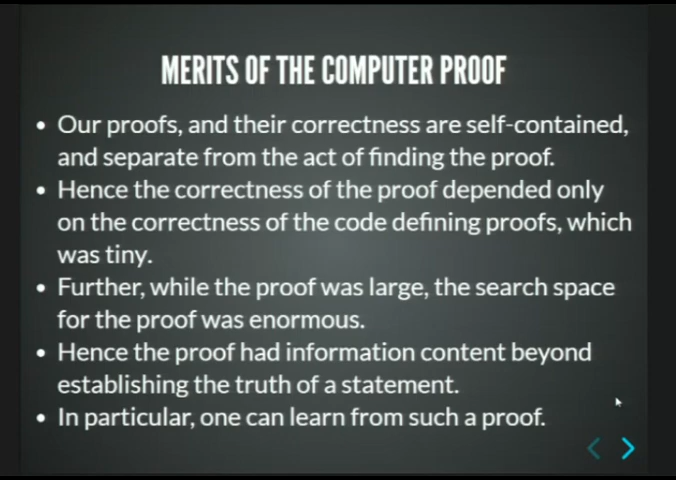 MERITS OF THE COMPUTER PROOF
• Our proofs, and their correctness are self-contained,
and separate from the act of finding the proof.
• Hence the correctness of the proof depended only
on the correctness of the code defining proofs, which
was tiny.
• Further, while the proof was large, the search space
for the proof was enormous.
• Hence the proof had information content beyond
establishing the truth of a statement.
• In particular, one can learn from such a proof.